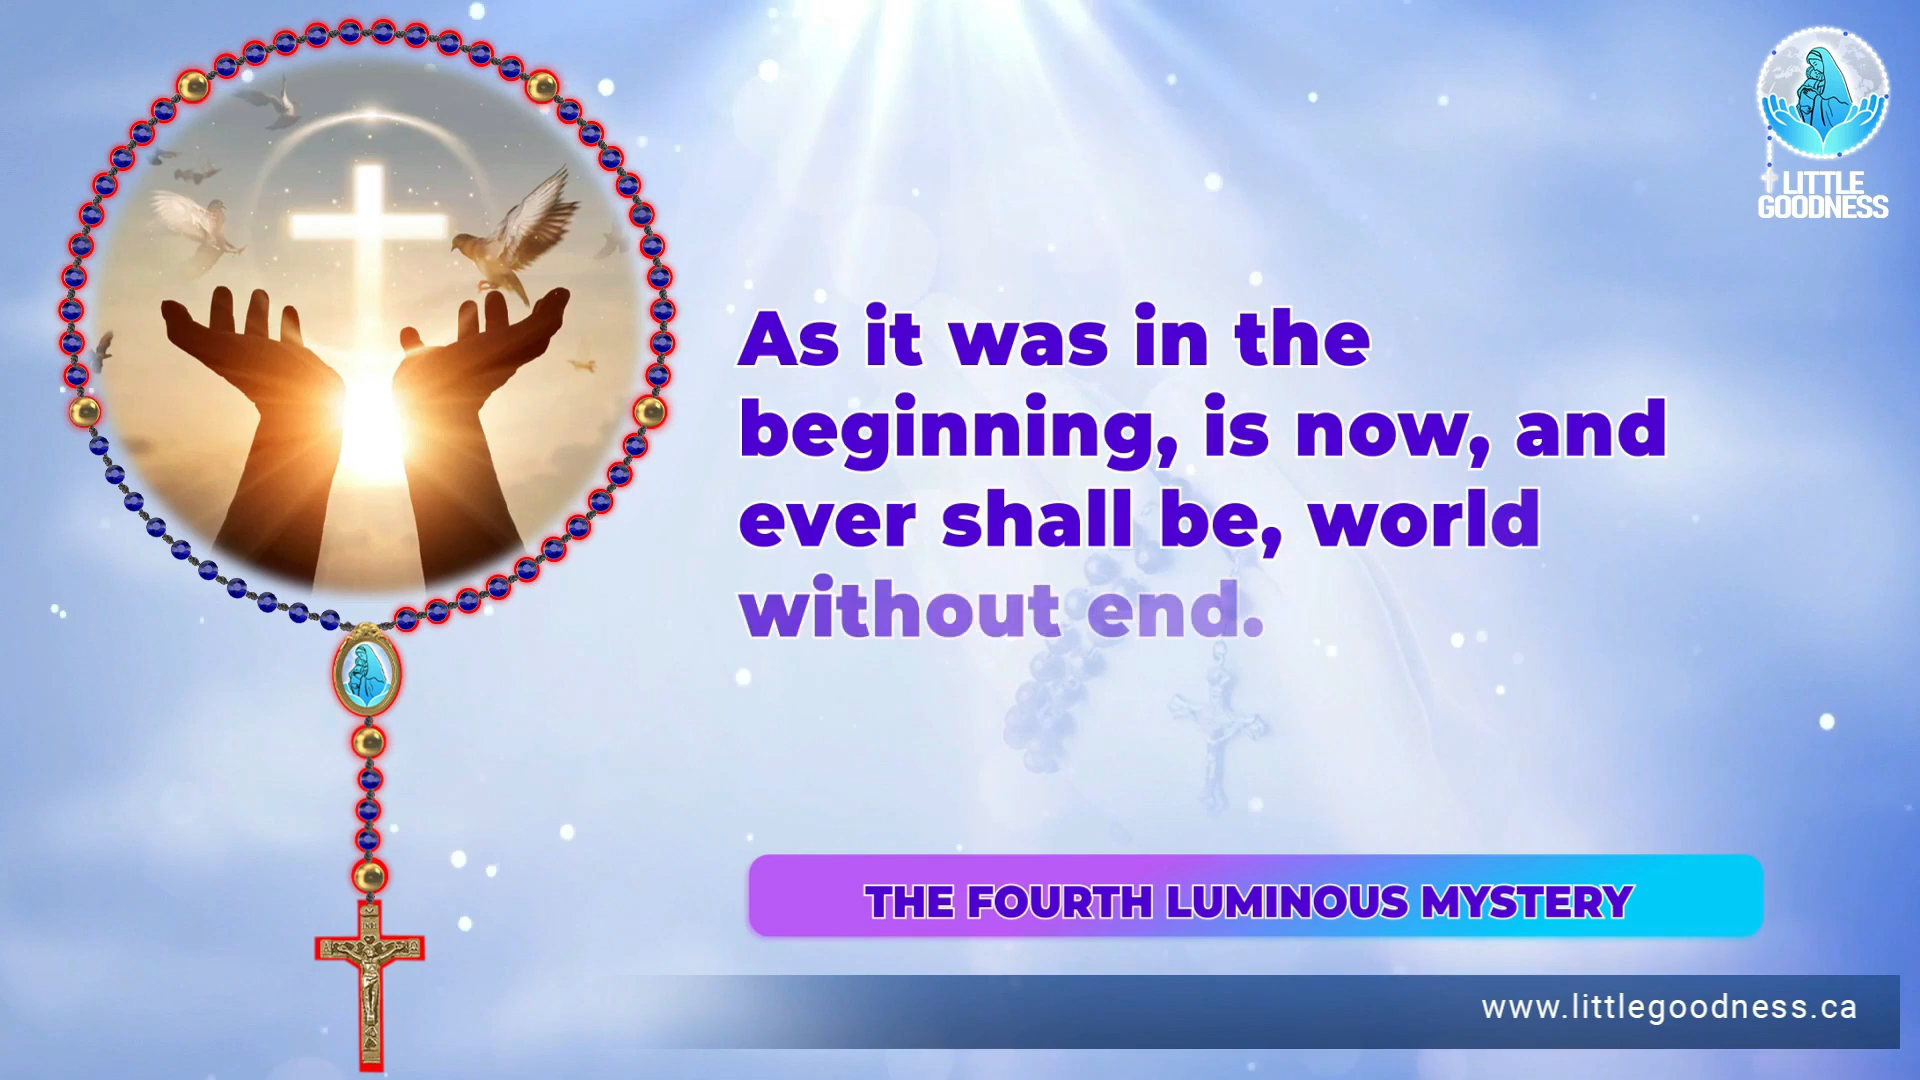 LITTLE
GOODNESS
As it was in the
beginning, is now, and
ever shall be, world
without end.
THE FOURTH LUMINOUS MYSTERY
www.littlegoodness.ca